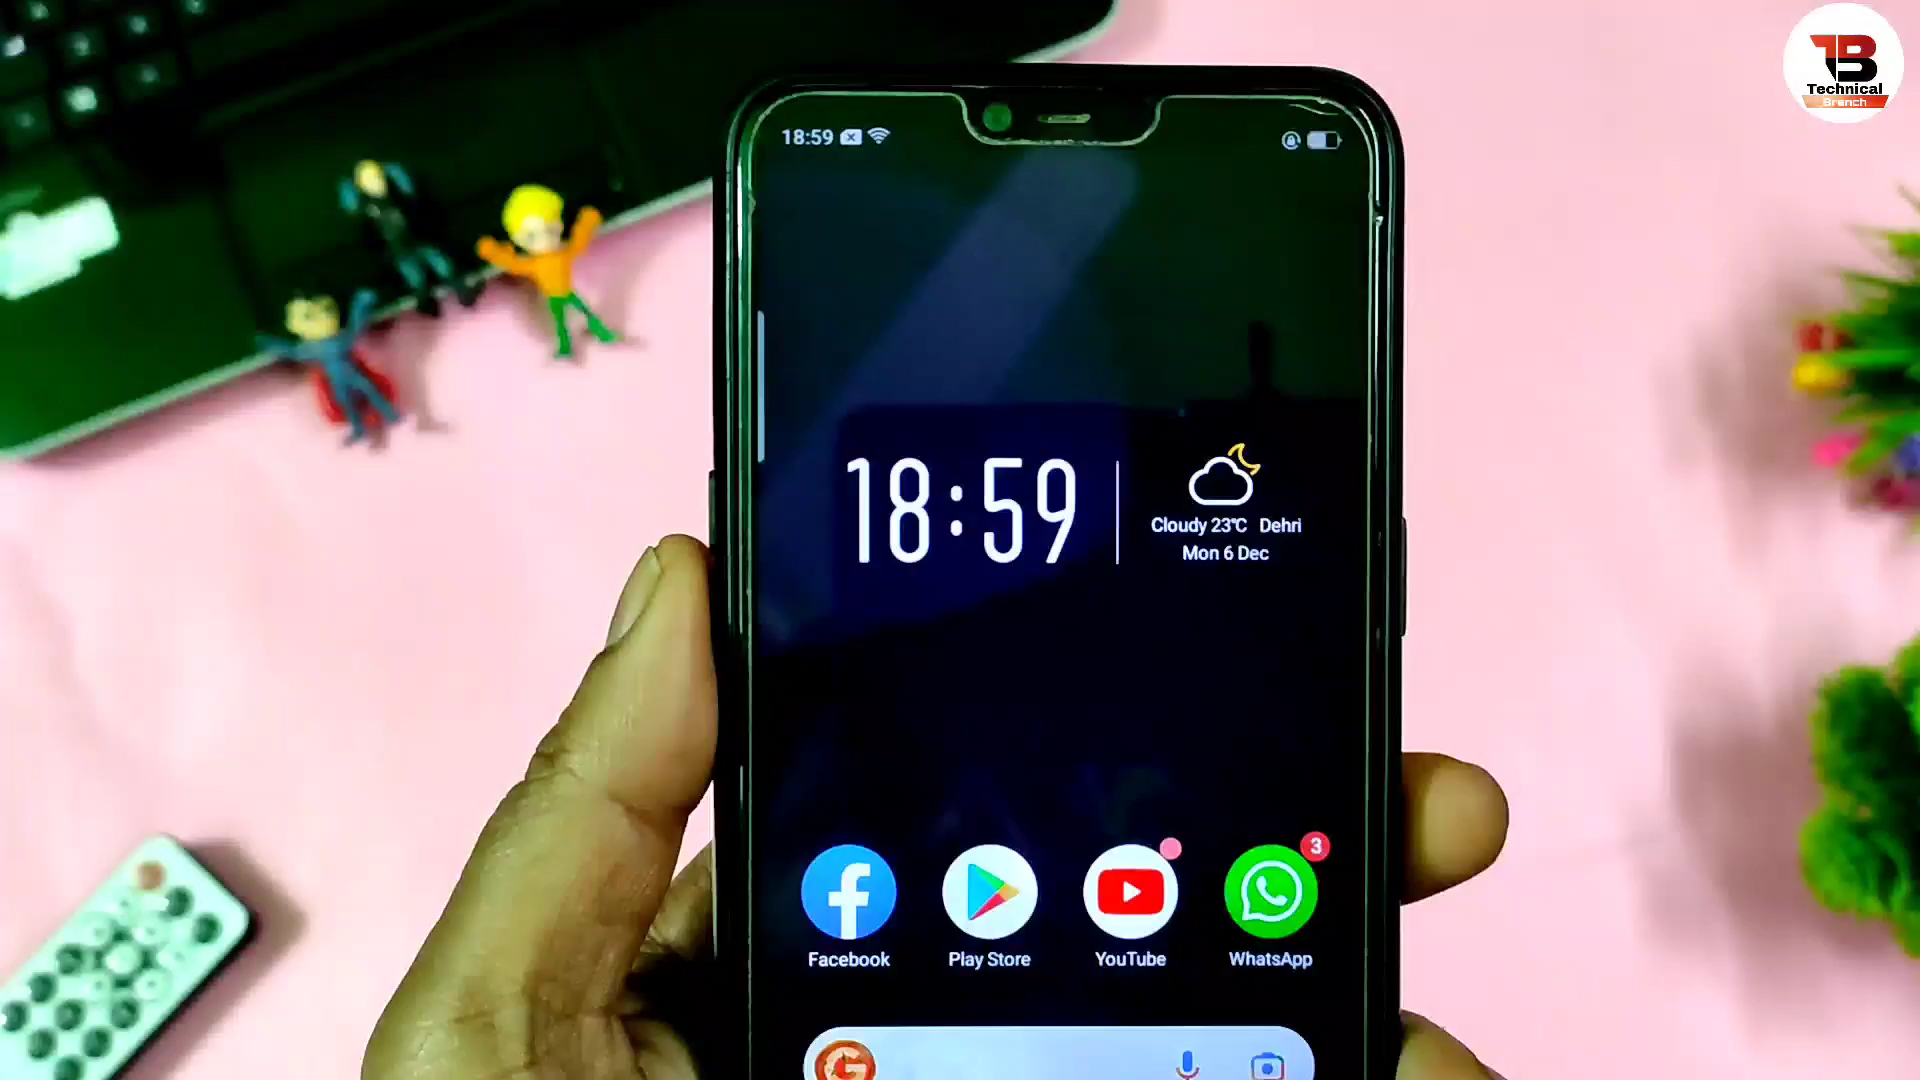 Technical
Branch
18:59
18:59
Cloudy 23℃ Dehri
Mon 6 Dec
3
Facebook
Play Store
YouTube
WhatsApp